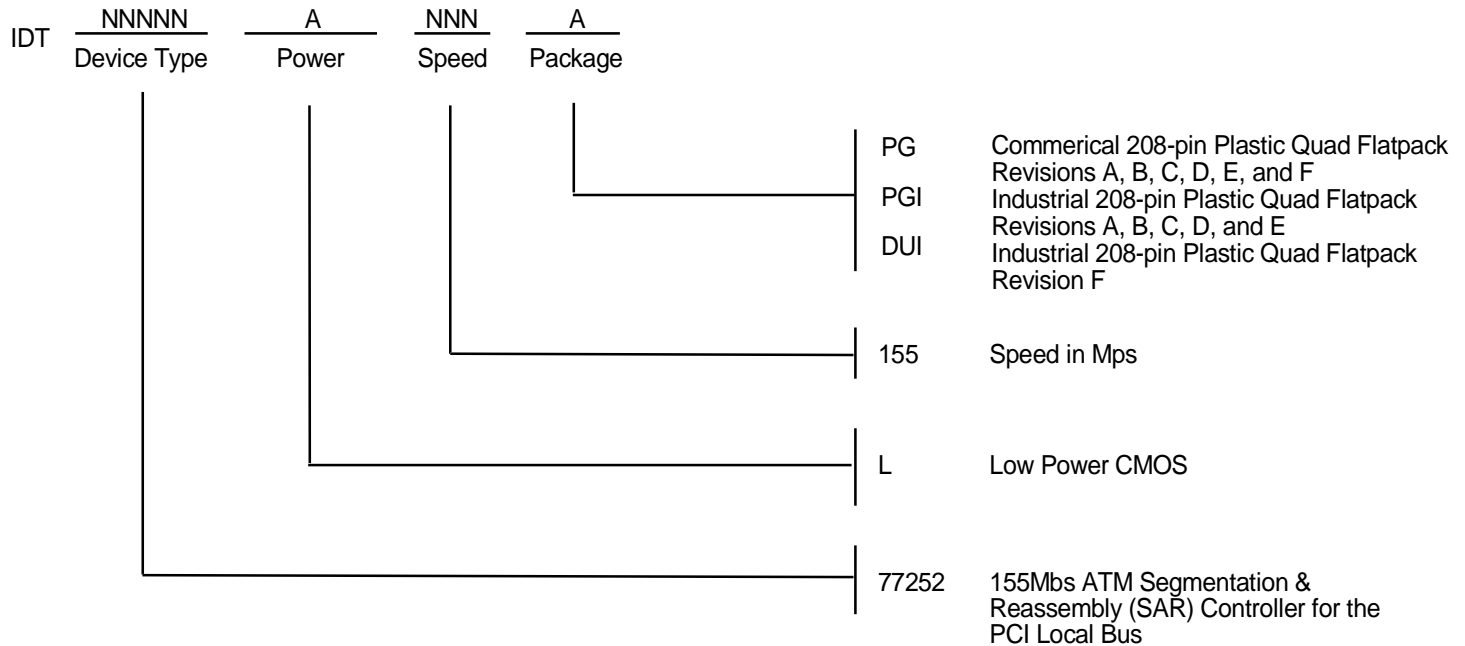 IDT NNNNN A NNN A
Device Type Power Speed Package
PG Commerical 208-pin Plastic Quad Flatpack
Revisions A, B, C, D, E, and F
PGI Industrial 208-pin Plastic Quad Flatpack
Revisions A, B, C, D, and E
DUI Industrial 208-pin Plastic Quad Flatpack
Revision F
155 Speed in Mps
L Low Power CMOS
77252 155Mbs ATM Segmentation &
Reassembly (SAR) Controller for the
PCI Local Bus